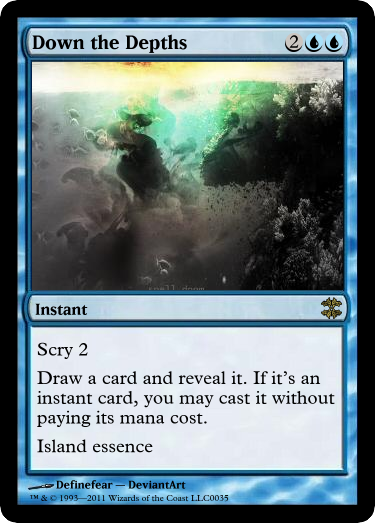 Down the Depths 2
Instant
Scry 2
Draw a card and reveal it. If it's an
instant card, you may cast it without
paying its mana cost.
Island essence
Definefear — DeviantArt
™ & © 1993—2011 Wizards of the Coast LLC0035